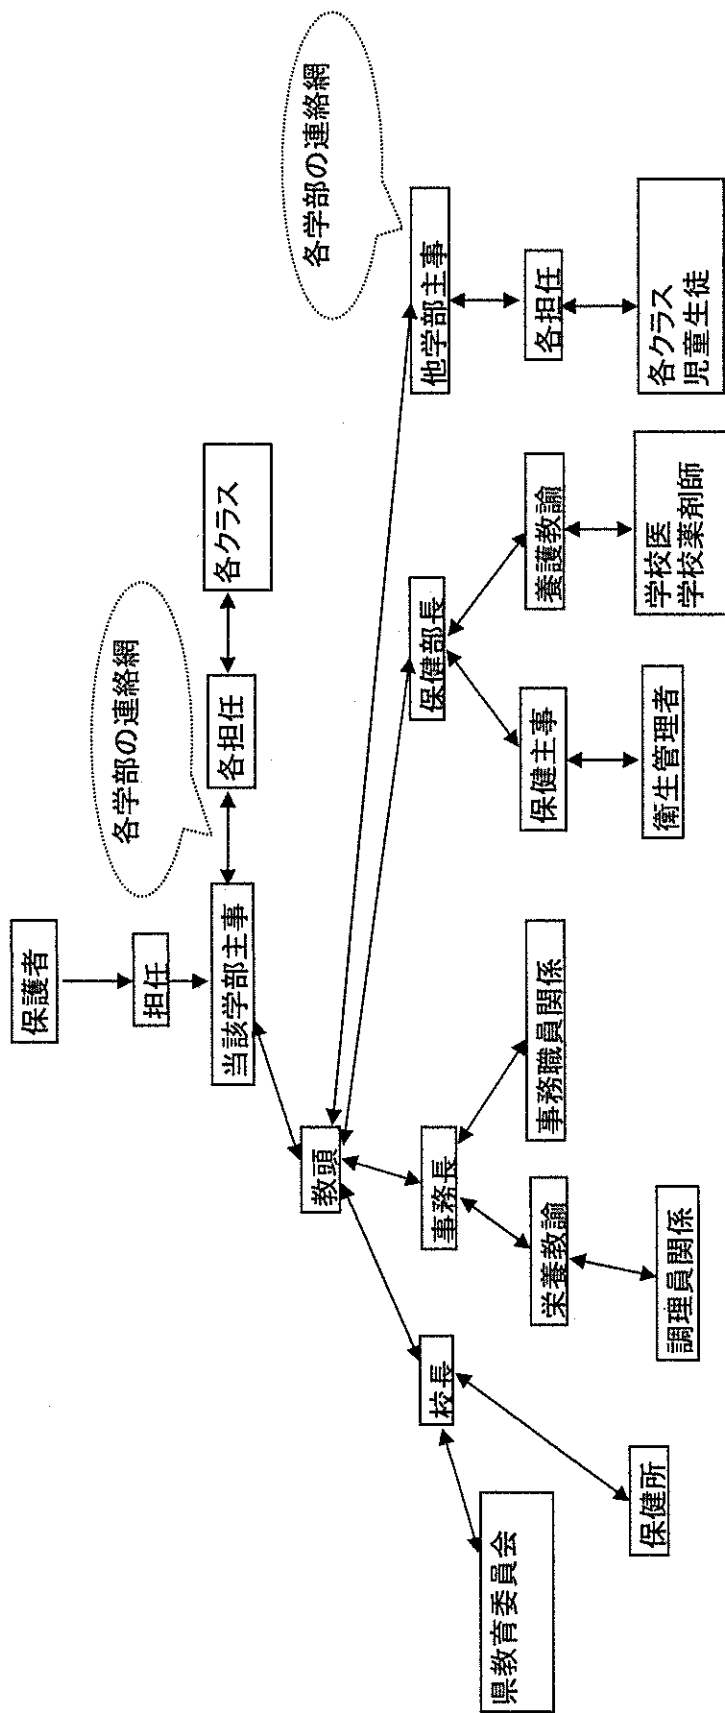 保護者
担任
各学部の連絡網
当該学部主事
各担任
各クラス
教頭
各学部の連絡網
校長
事務長
保健部長
他学部主事
県教育委員会
栄養教諭
事務職員関係
保健主事
養護教諭
各担任
保健所
調理員関係
衛生管理者
学校医
学校薬剤師
各クラス
児童生徒